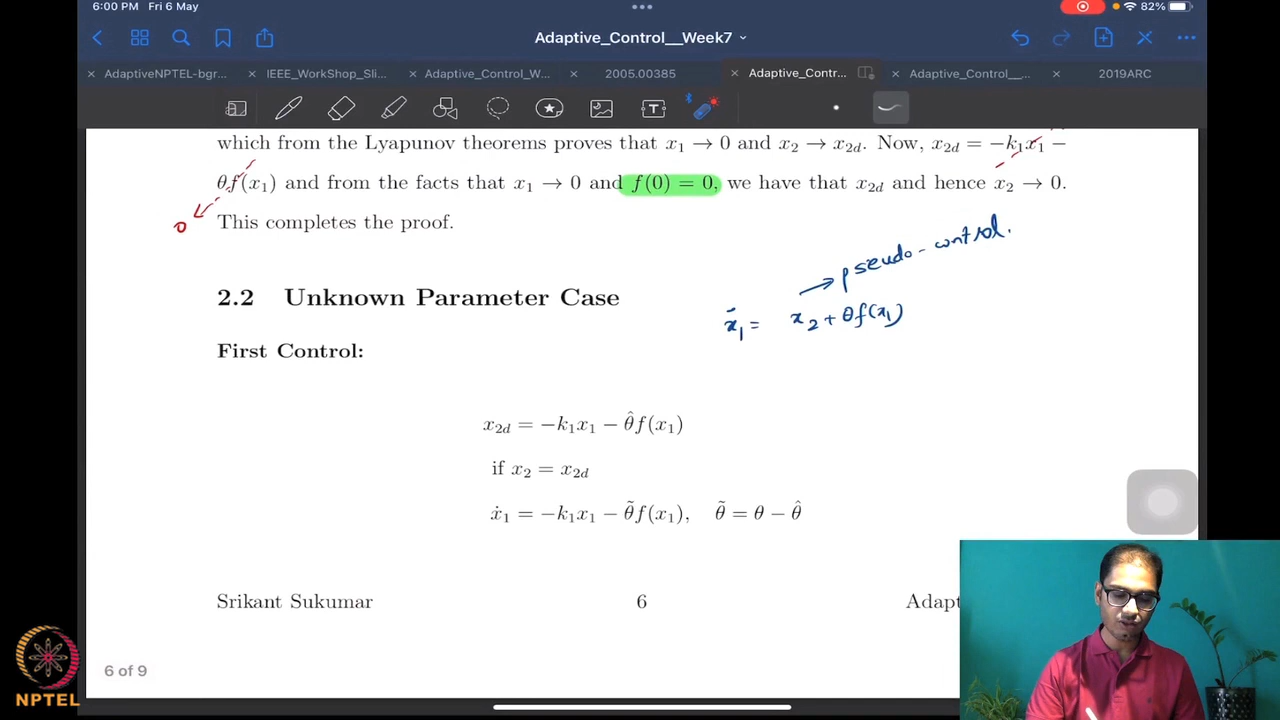 6:00 PM Fri 6 May
82%
Adaptive_Control__Week7
AdaptiveNPTEL-bgr...
IEEE_WorkShop_Sli...
Adaptive_Control_W...
2005.00385
Adaptive_Contr...
Adaptive_Control__...
2019ARC
which from the Lyapunov theorems proves that x₁ → 0 and x₂ → x₂d. Now, x₂d = −k₁x₁ −
θf(x₁) and from the facts that x₁ → 0 and f(0) = 0, we have that x₂d and hence x₂ → 0.
0
This completes the proof.
→ pseudo-control.
2.2 Unknown Parameter Case
ẋ₁ = x₂ + θf(x₁)
First Control:
x₂d = −k₁x₁ − θ̂f(x₁)
if x₂ = x₂d
ẋ₁ = −k₁x₁ − θ̃f(x₁), θ̃ = θ − θ̂
Srikant Sukumar
6
Adapt
6 of 9
NPTEL